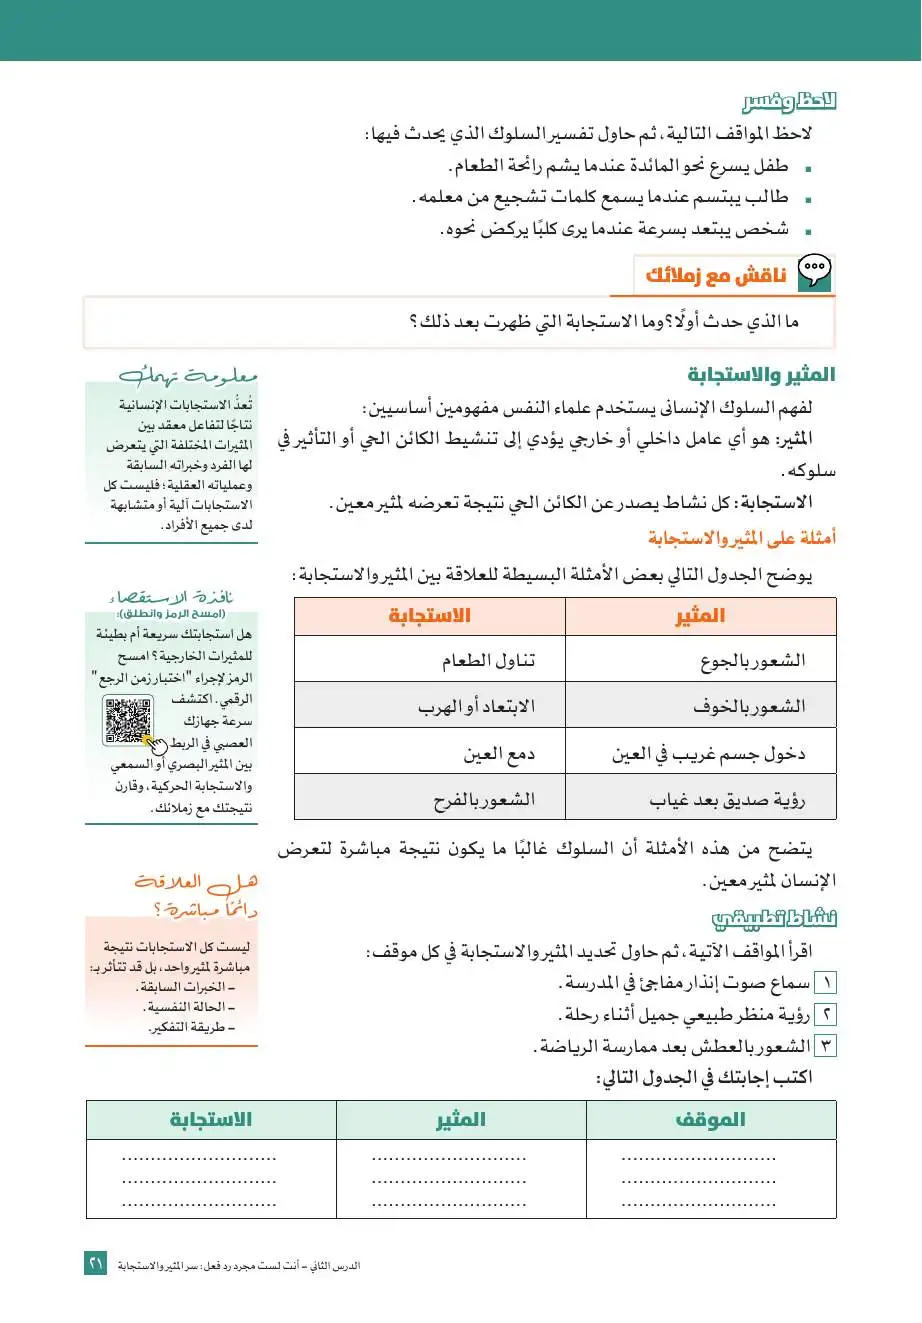 لاحظ وفسر
لاحظ المواقف التالية، ثم حاول تفسير السلوك الذي يحدث فيها:
▪ طفل يسرع نحو المائدة عندما يشم رائحة الطعام.
▪ طالب يبتسم عندما يسمع كلمات تشجيع من معلمه.
▪ شخص يبتعد بسرعة عندما يرى كلبًا يركض نحوه.
ناقش مع زملائك
ما الذي حدث أولًا؟ وما الاستجابة التي ظهرت بعد ذلك؟
المثير والاستجابة
لفهم السلوك الإنسانى يستخدم علماء النفس مفهومين أساسيين:
المثير: هو أي عامل داخلي أو خارجي يؤدي إلى تنشيط الكائن الحي أو التأثير في
سلوكه.
الاستجابة: كل نشاط يصدر عن الكائن الحي نتيجة تعرضه لمثير معين.
أمثلة على المثير والاستجابة
يوضح الجدول التالي بعض الأمثلة البسيطة للعلاقة بين المثير والاستجابة:
المثير الاستجابة
الشعور بالجوع تناول الطعام
الشعور بالخوف الابتعاد أو الهرب
دخول جسم غريب في العين دمع العين
رؤية صديق بعد غياب الشعور بالفرح
يتضح من هذه الأمثلة أن السلوك غالبًا ما يكون نتيجة مباشرة لتعرض
الإنسان لمثير معين.
معلومة تهمك
تُعدُّ الاستجابات الإنسانية
نتاجًا لتفاعل معقد بين
المثيرات المختلفة التي يتعرض
لها الفرد وخبراته السابقة
وعملياته العقلية؛ فليست كل
الاستجابات آلية أو متشابهة
لدى جميع الأفراد.
نافذة الاستقصاء
(امسح الرمز وانطلق):
هل استجابتك سريعة أم بطيئة
للمثيرات الخارجية؟ امسح
الرمز لإجراء "اختبار زمن الرجع"
الرقمي. اكتشف
سرعة جهازك
العصبي في الربط
بين المثير البصري أو السمعي
والاستجابة الحركية، وقارن
نتيجتك مع زملائك.
هل العلاقة
دائمًا مباشرة؟
ليست كل الاستجابات نتيجة
مباشرة لمثير واحد، بل قد تتأثر بـ:
– الخبرات السابقة.
– الحالة النفسية.
– طريقة التفكير.
نشاط تطبيقي
اقرأ المواقف الآتية، ثم حاول تحديد المثير والاستجابة في كل موقف:
١ سماع صوت إنذار مفاجئ في المدرسة.
٢ رؤية منظر طبيعي جميل أثناء رحلة.
٣ الشعور بالعطش بعد ممارسة الرياضة.
اكتب إجابتك في الجدول التالي:
الموقف المثير الاستجابة
........................... ........................... ...........................
........................... ........................... ...........................
........................... ........................... ...........................
الدرس الثاني – أنت لست مجرد رد فعل: سر المثير والاستجابة ٢١